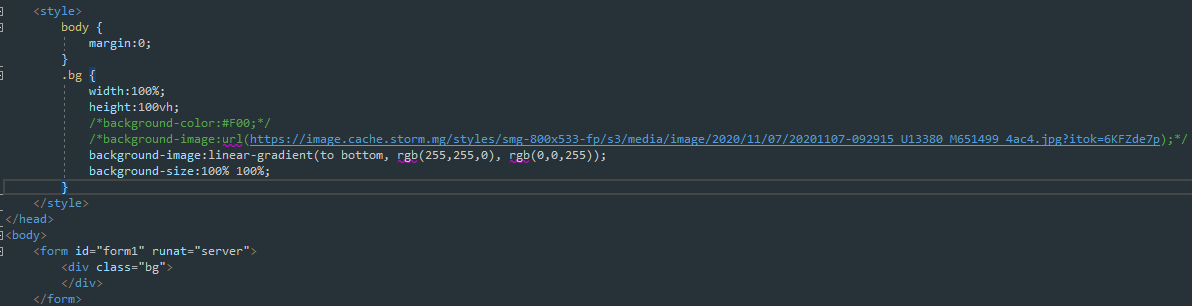 <style>
body {
margin:0;
}
.bg {
width:100%;
height:100vh;
/*background-color:#F00;*/
/*background-image:url(https://image.cache.storm.mg/styles/smg-800x533-fp/s3/media/image/2020/11/07/20201107-092915_U13380_M651499_4ac4.jpg?itok=6KFZde7p);*/
background-image:linear-gradient(to bottom, rgb(255,255,0), rgb(0,0,255));
background-size:100% 100%;
}
</style>
</head>
<body>
<form id="form1" runat="server">
<div class="bg">
</div>
</form>